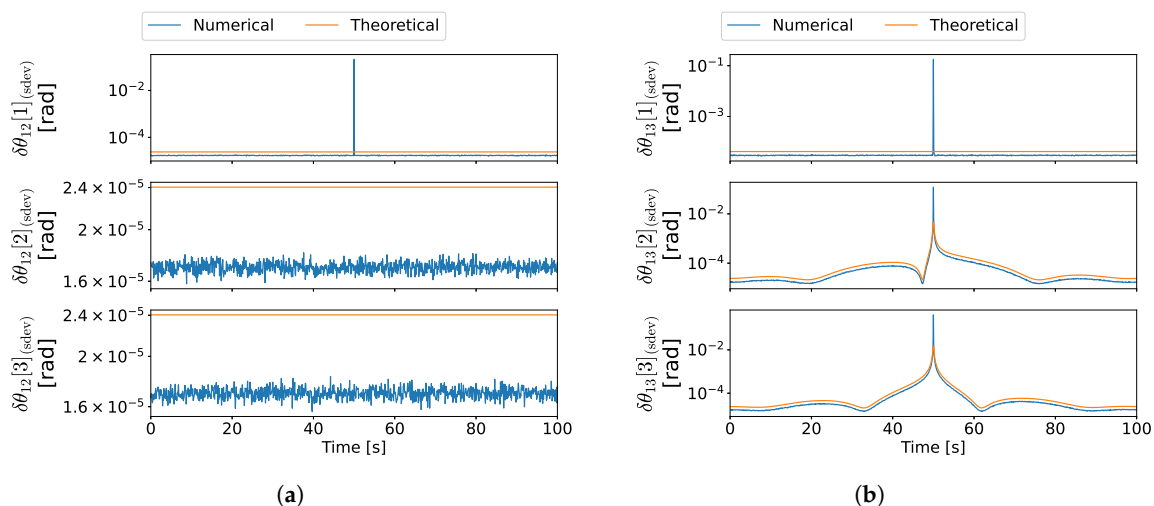 Numerical Theoretical
δθ₁₂[1](sdev)
[rad]
10⁻²
10⁻⁴
δθ₁₂[2](sdev)
[rad]
2.4 × 10⁻⁵
2 × 10⁻⁵
1.6 × 10⁻⁵
δθ₁₂[3](sdev)
[rad]
2.4 × 10⁻⁵
2 × 10⁻⁵
1.6 × 10⁻⁵
0 20 40 60 80 100
Time [s]
(a)
Numerical Theoretical
δθ₁₃[1](sdev)
[rad]
10⁻¹
10⁻³
δθ₁₃[2](sdev)
[rad]
10⁻²
10⁻⁴
δθ₁₃[3](sdev)
[rad]
10⁻²
10⁻⁴
0 20 40 60 80 100
Time [s]
(b)